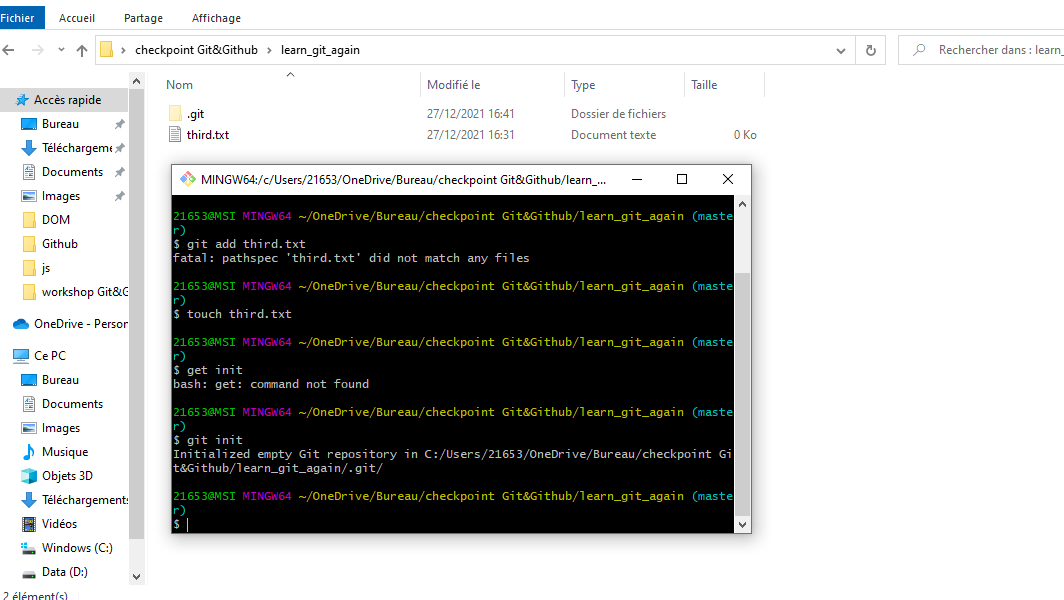 Fichier Accueil Partage Affichage
checkpoint Git&Github learn_git_again
Rechercher dans : learn_
Nom Modifié le Type Taille
.git 27/12/2021 16:41 Dossier de fichiers
third.txt 27/12/2021 16:31 Document texte 0 Ko
Accès rapide
Bureau
Téléchargeme
Documents
Images
DOM
Github
js
workshop Git&G
OneDrive - Person
Ce PC
Bureau
Documents
Images
Musique
Objets 3D
Téléchargements
Vidéos
Windows (C:)
Data (D:)
2 élément(s)
MINGW64:/c/Users/21653/OneDrive/Bureau/checkpoint Git&Github/learn_...
21653@MSI MINGW64 ~/OneDrive/Bureau/checkpoint Git&Github/learn_git_again (maste
r)
$ git add third.txt
fatal: pathspec 'third.txt' did not match any files
21653@MSI MINGW64 ~/OneDrive/Bureau/checkpoint Git&Github/learn_git_again (maste
r)
$ touch third.txt
21653@MSI MINGW64 ~/OneDrive/Bureau/checkpoint Git&Github/learn_git_again (maste
r)
$ get init
bash: get: command not found
21653@MSI MINGW64 ~/OneDrive/Bureau/checkpoint Git&Github/learn_git_again (maste
r)
$ git init
Initialized empty Git repository in C:/Users/21653/OneDrive/Bureau/checkpoint Gi
t&Github/learn_git_again/.git/
21653@MSI MINGW64 ~/OneDrive/Bureau/checkpoint Git&Github/learn_git_again (maste
r)
$